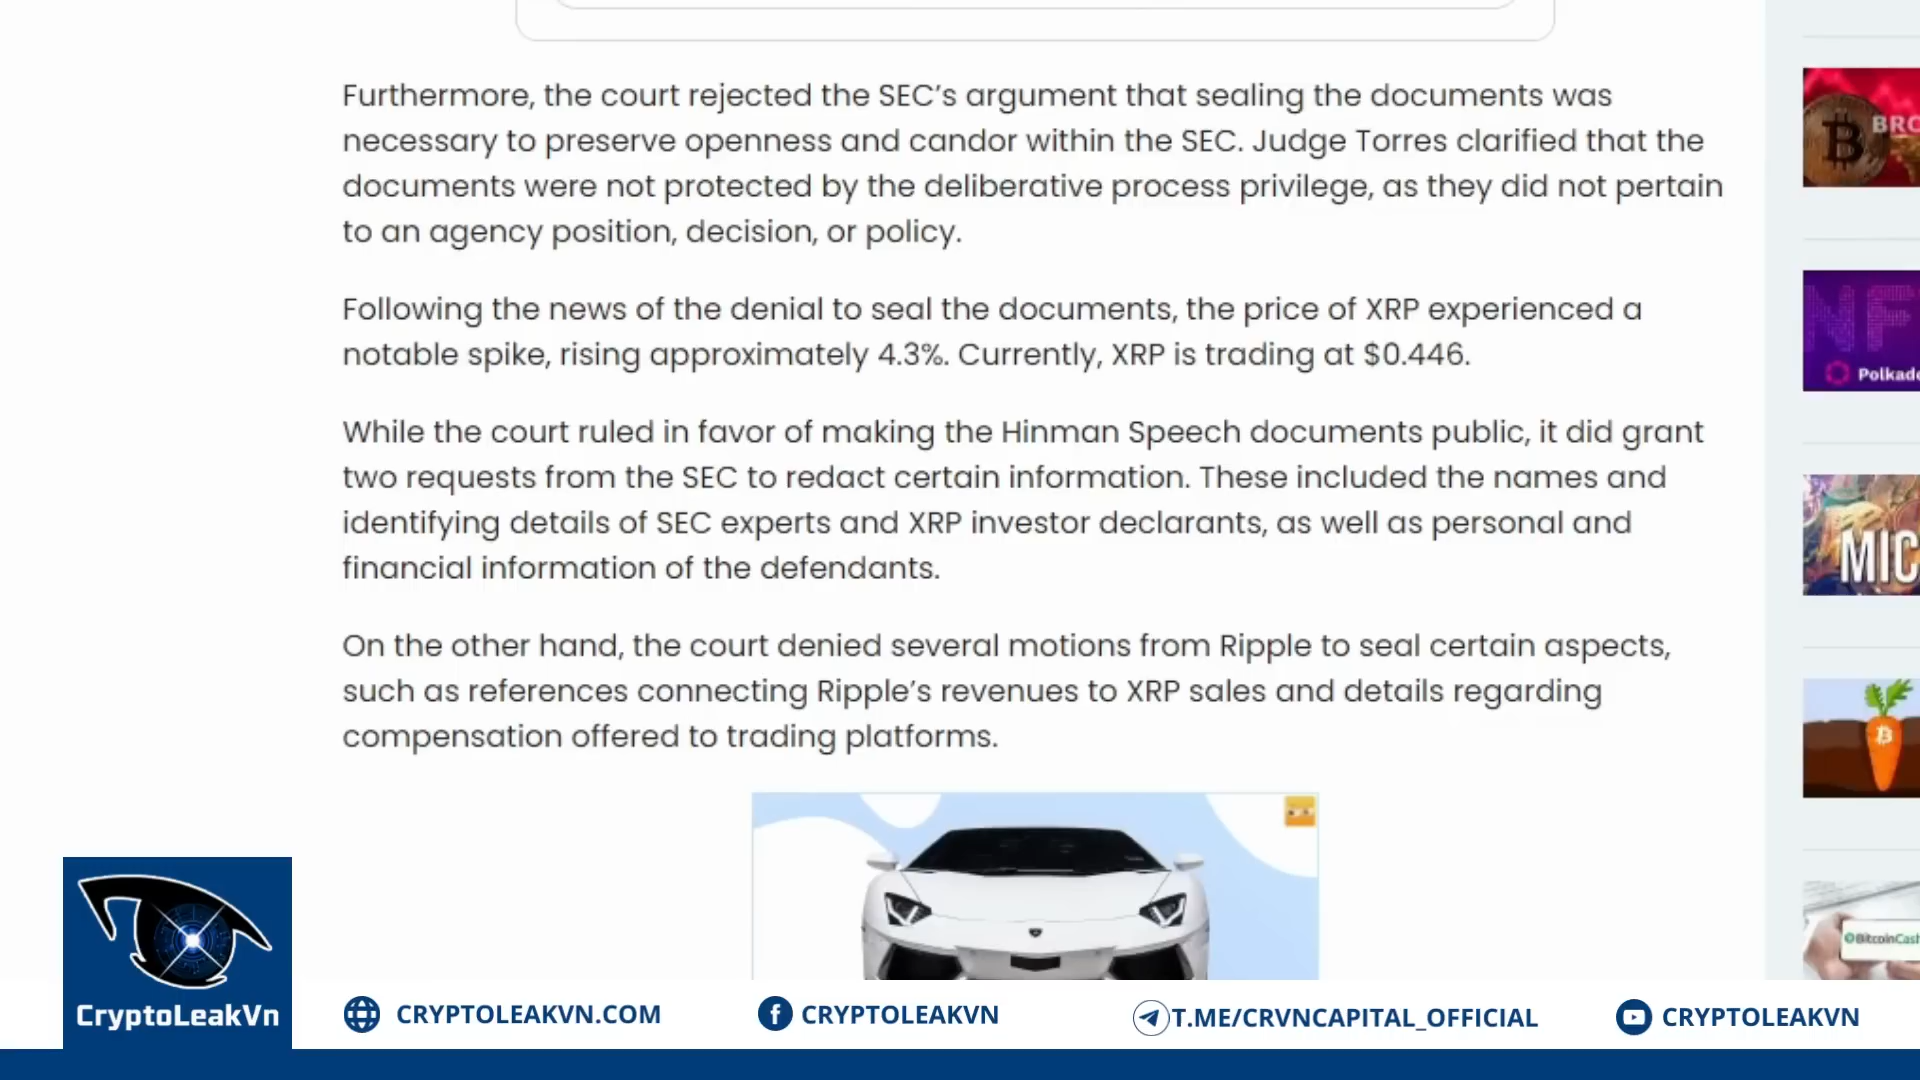 Furthermore, the court rejected the SEC’s argument that sealing the documents was
necessary to preserve openness and candor within the SEC. Judge Torres clarified that the
documents were not protected by the deliberative process privilege, as they did not pertain
to an agency position, decision, or policy.
Following the news of the denial to seal the documents, the price of XRP experienced a
notable spike, rising approximately 4.3%. Currently, XRP is trading at $0.446.
While the court ruled in favor of making the Hinman Speech documents public, it did grant
two requests from the SEC to redact certain information. These included the names and
identifying details of SEC experts and XRP investor declarants, as well as personal and
financial information of the defendants.
On the other hand, the court denied several motions from Ripple to seal certain aspects,
such as references connecting Ripple’s revenues to XRP sales and details regarding
compensation offered to trading platforms.
BRO
NF
Polkado
MIC
BitcoinCash
CryptoLeakVn
CRYPTOLEAKVN.COM
CRYPTOLEAKVN
T.ME/CRVNCAPITAL_OFFICIAL
CRYPTOLEAKVN